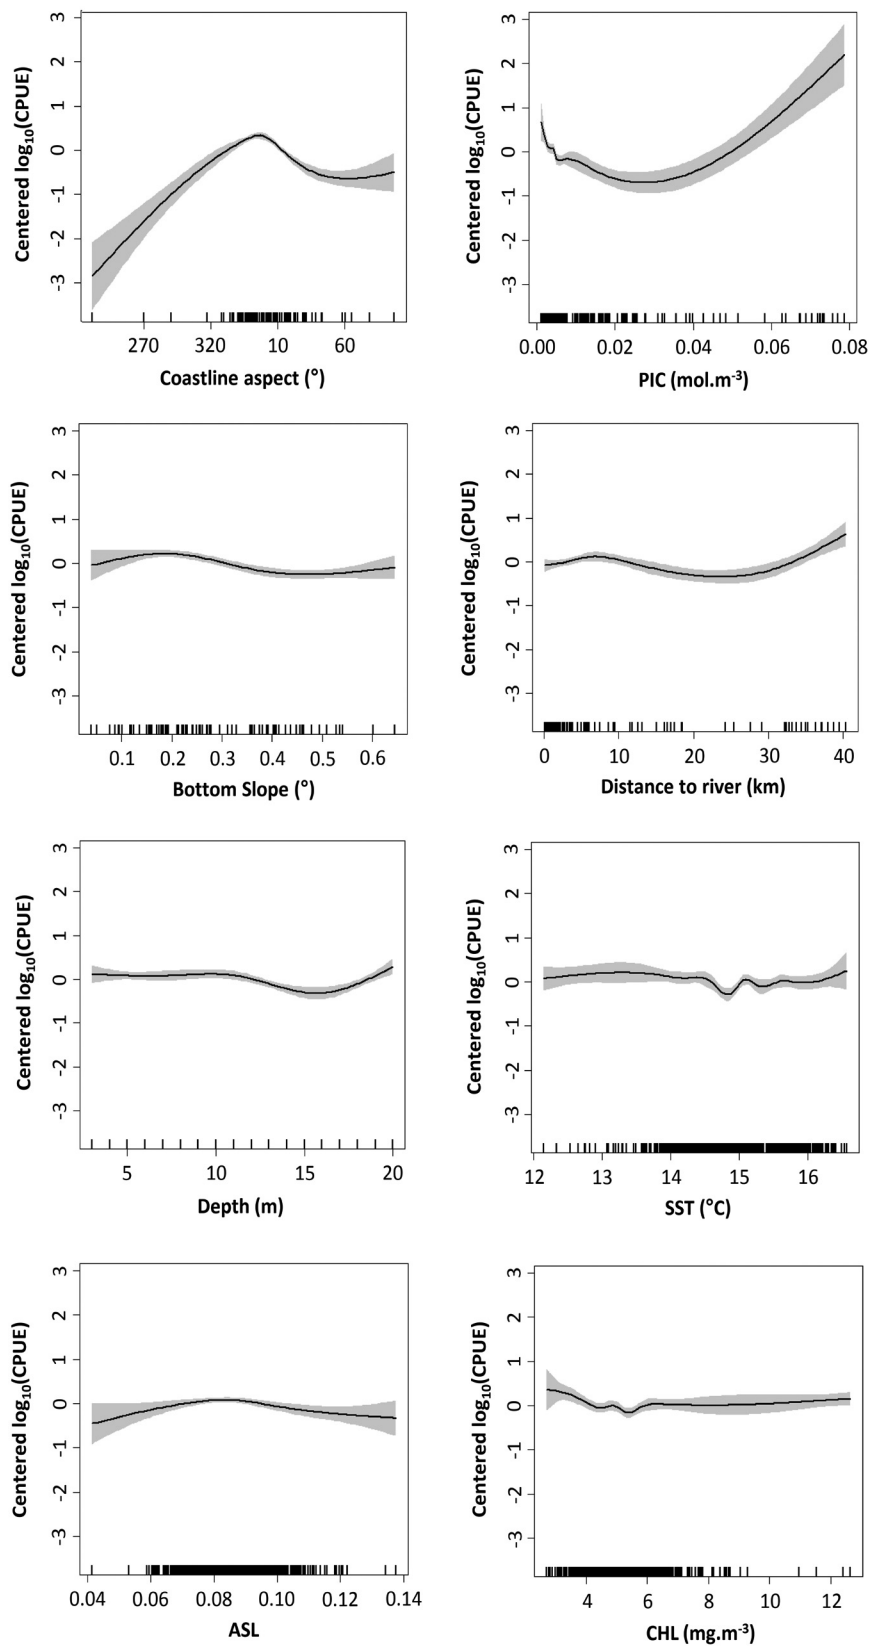 Centered log10(CPUE)
3
2
1
0
-1
-2
-3
270 320 10 60
Coastline aspect (°)
Centered log10(CPUE)
3
2
1
0
-1
-2
-3
0.00 0.02 0.04 0.06 0.08
PIC (mol.m-3)
Centered log10(CPUE)
3
2
1
0
-1
-2
-3
0.1 0.2 0.3 0.4 0.5 0.6
Bottom Slope (°)
Centered log10(CPUE)
3
2
1
0
-1
-2
-3
0 10 20 30 40
Distance to river (km)
Centered log10(CPUE)
3
2
1
0
-1
-2
-3
5 10 15 20
Depth (m)
Centered log10(CPUE)
3
2
1
0
-1
-2
-3
12 13 14 15 16
SST (°C)
Centered log10(CPUE)
3
2
1
0
-1
-2
-3
0.04 0.06 0.08 0.10 0.12 0.14
ASL
Centered log10(CPUE)
3
2
1
0
-1
-2
-3
4 6 8 10 12
CHL (mg.m-3)